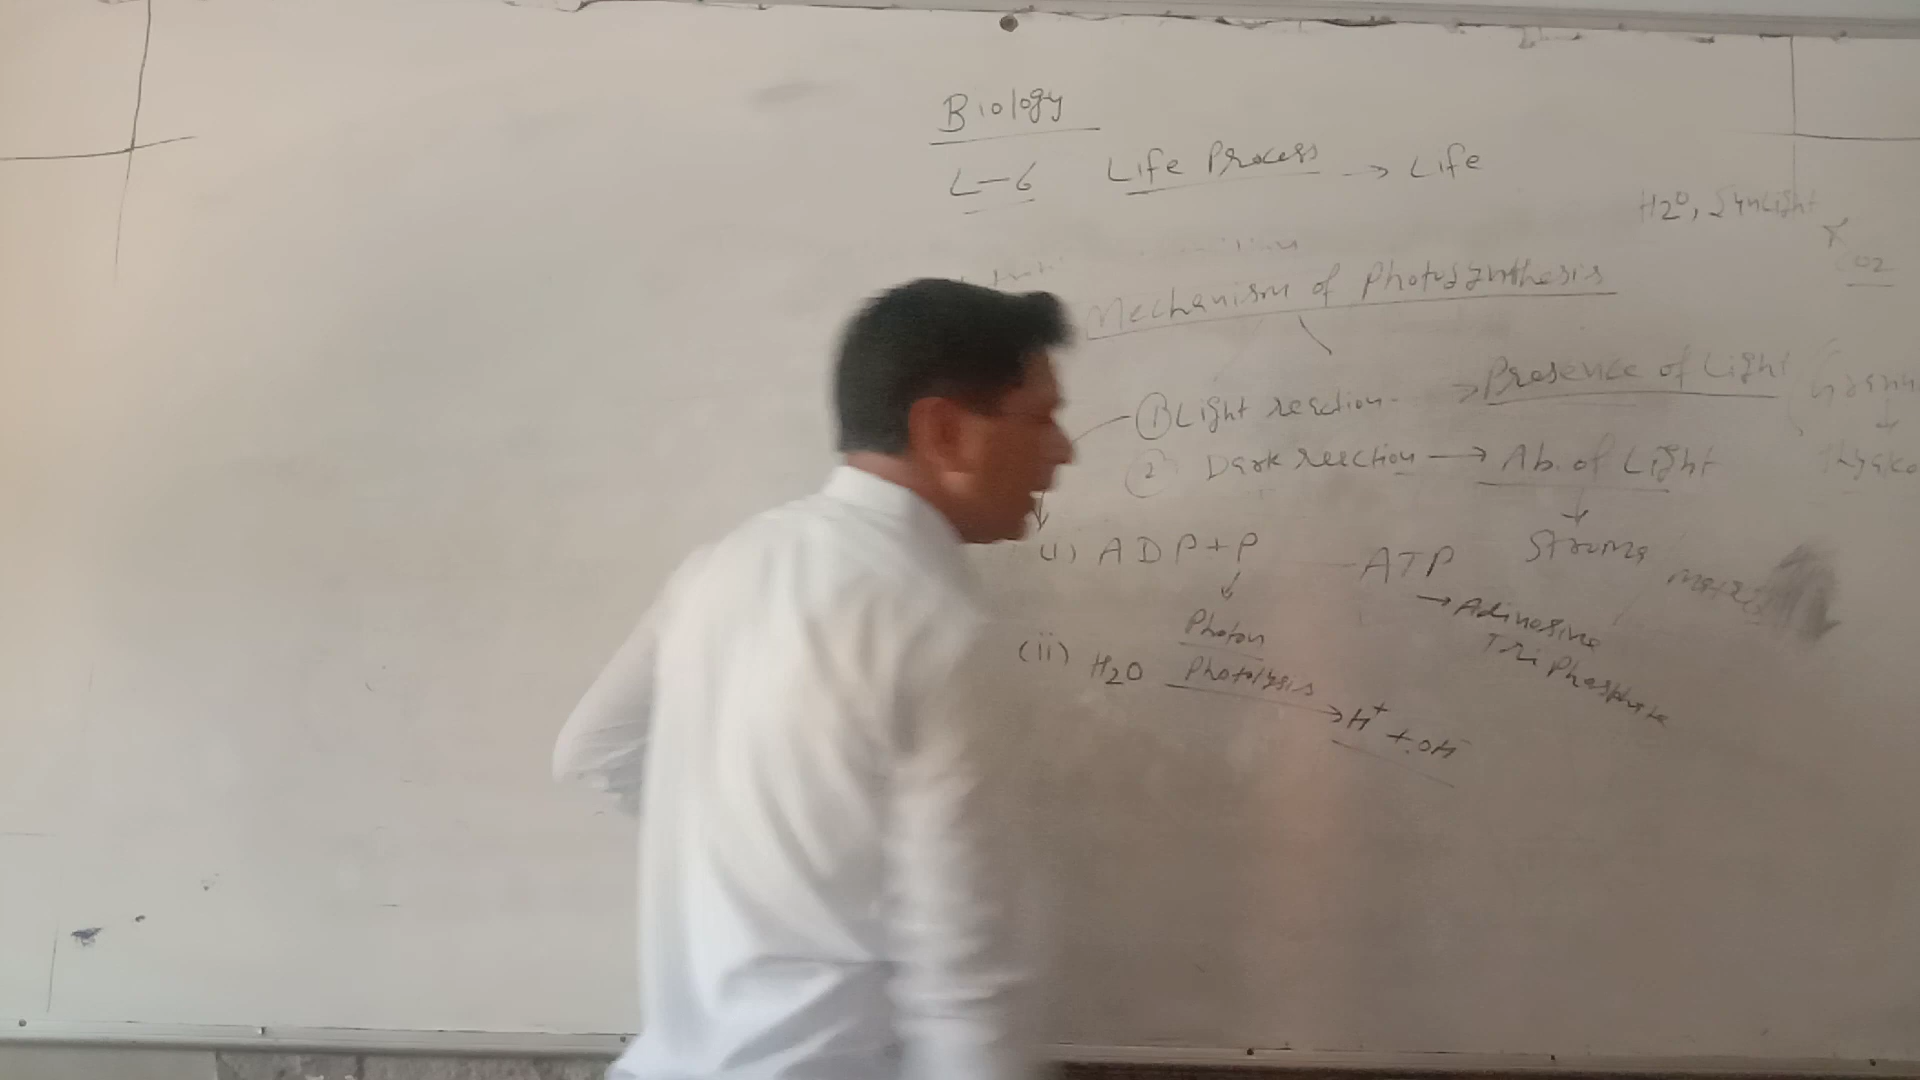 Biology
L-6 Life Process → Life
H2O, Sunlight
CO2
Mechanism of Photosynthesis
① Light reaction → Presence of Light
② Dark reaction → Ab. of Light
↓
Stroma
(i) ADP+P ATP
↓
Photon
→ Adinosine
Tri Phosphate
(ii) H2O Photolysis → H+ + OH-